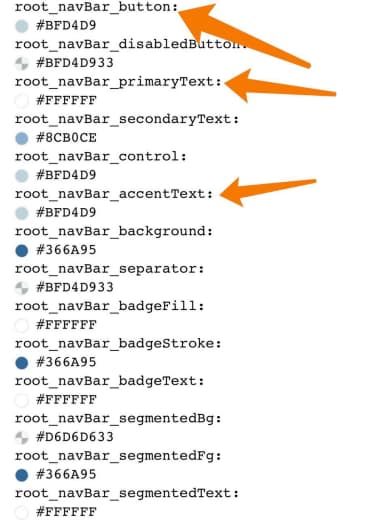 root_navBar_button:
#BFD4D9
root_navBar_disabledButton:
#BFD4D933
root_navBar_primaryText:
#FFFFFF
root_navBar_secondaryText:
#8CB0CE
root_navBar_control:
#BFD4D9
root_navBar_accentText:
#BFD4D9
root_navBar_background:
#366A95
root_navBar_separator:
#BFD4D933
root_navBar_badgeFill:
#FFFFFF
root_navBar_badgeStroke:
#366A95
root_navBar_badgeText:
#FFFFFF
root_navBar_segmentedBg:
#D6D6D633
root_navBar_segmentedFg:
#366A95
root_navBar_segmentedText:
#FFFFFF